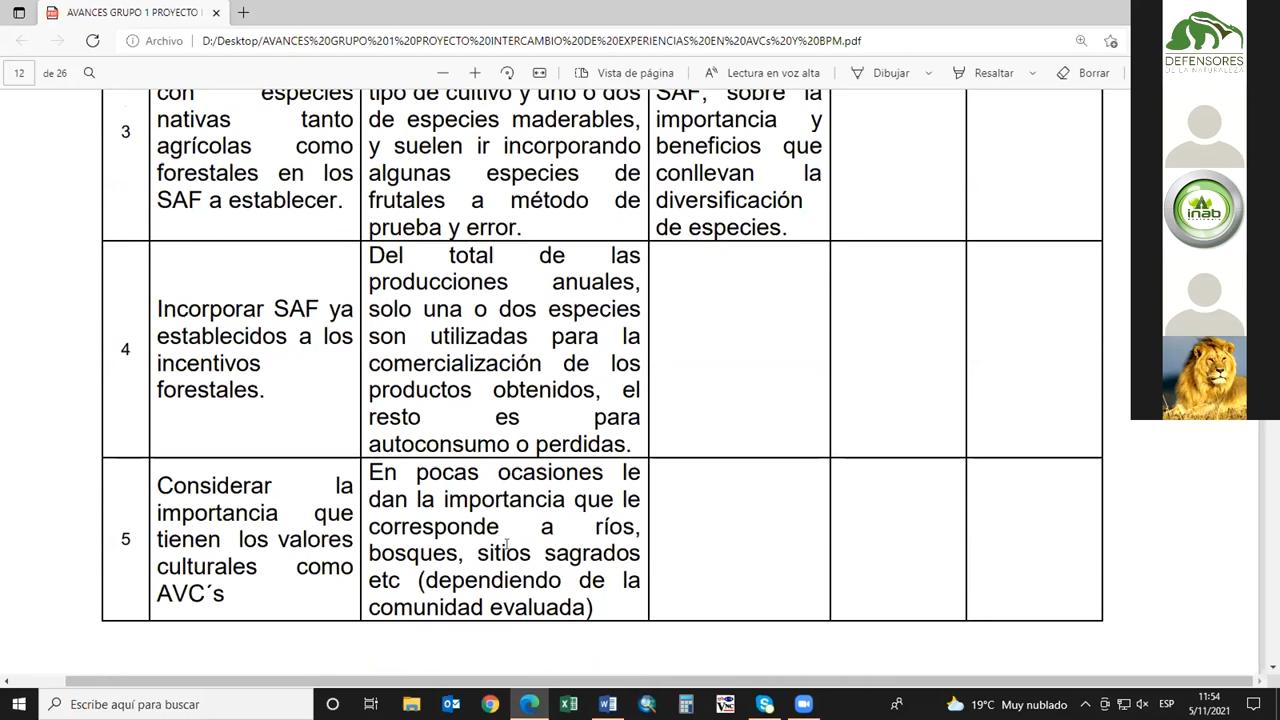 AVANCES GRUPO 1 PROYECTO
Archivo
D:/Desktop/AVANCES%20GRUPO%201%20PROYECTO%20INTERCAMBIO%20DE%20EXPERIENCIAS%20EN%20AVCs%20Y%20BPM.pdf
12 de 26
Vista de página
Lectura en voz alta
Dibujar
Resaltar
Borrar
DEFENSORES
DE LA NATURALEZA
inab
3
con especies
nativas tanto
agrícolas como
forestales en los
SAF a establecer.
tipo de cultivo y uno o dos
de especies maderables,
y suelen ir incorporando
algunas especies de
frutales a método de
prueba y error.
SAF, sobre la
importancia y
beneficios que
conllevan la
diversificación
de especies.
4
Incorporar SAF ya
establecidos a los
incentivos
forestales.
Del total de las
producciones anuales,
solo una o dos especies
son utilizadas para la
comercialización de los
productos obtenidos, el
resto es para
autoconsumo o perdidas.
5
Considerar la
importancia que
tienen los valores
culturales como
AVC´s
En pocas ocasiones le
dan la importancia que le
corresponde a ríos,
bosques, sitios sagrados
etc (dependiendo de la
comunidad evaluada)
Escribe aquí para buscar
19°C Muy nublado
ESP
11:54
5/11/2021